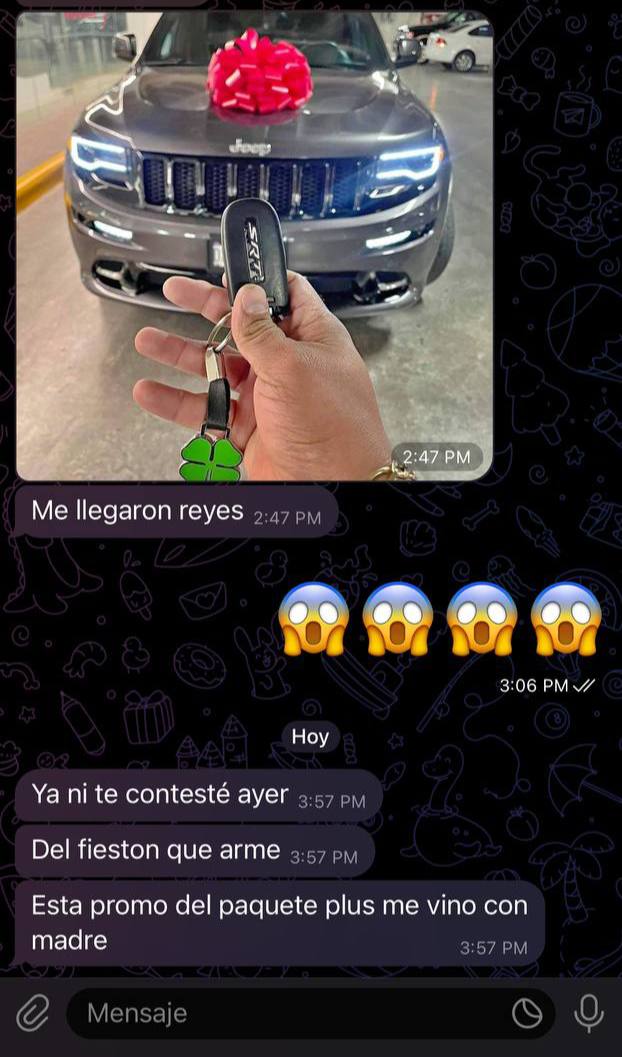 Jeep
SRT
2:47 PM
Me llegaron reyes 2:47 PM
3:06 PM
Hoy
Ya ni te contesté ayer 3:57 PM
Del fieston que arme 3:57 PM
Esta promo del paquete plus me vino con
madre 3:57 PM
Mensaje